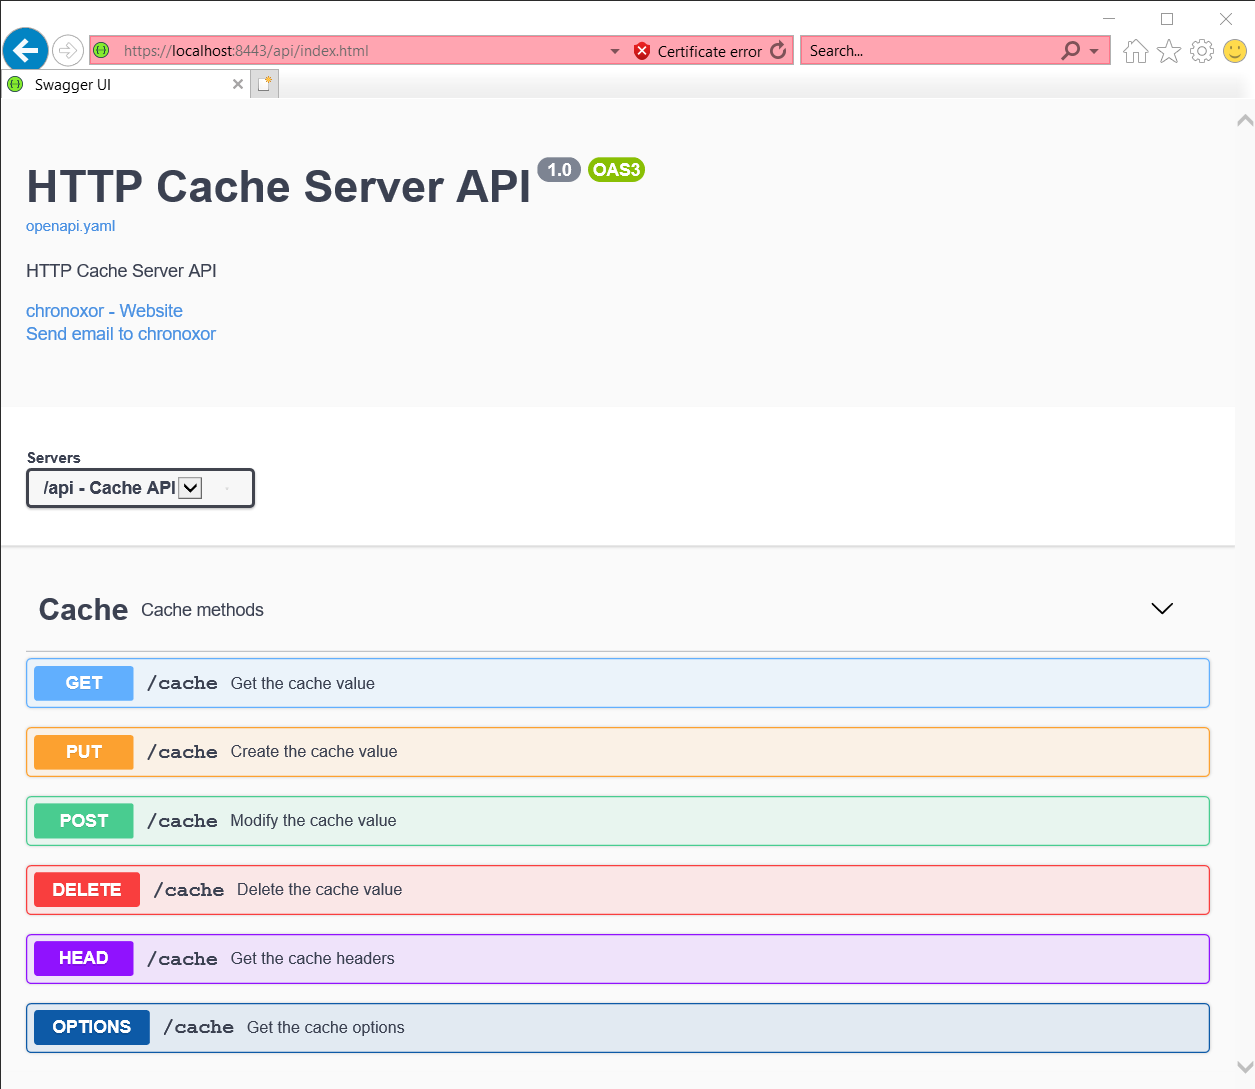 https://localhost:8443/api/index.html Certificate error Search...
Swagger UI
HTTP Cache Server API 1.0 OAS3
openapi.yaml
HTTP Cache Server API
chronoxor - Website
Send email to chronoxor
Servers
/api - Cache API
Cache Cache methods
GET /cache Get the cache value
PUT /cache Create the cache value
POST /cache Modify the cache value
DELETE /cache Delete the cache value
HEAD /cache Get the cache headers
OPTIONS /cache Get the cache options